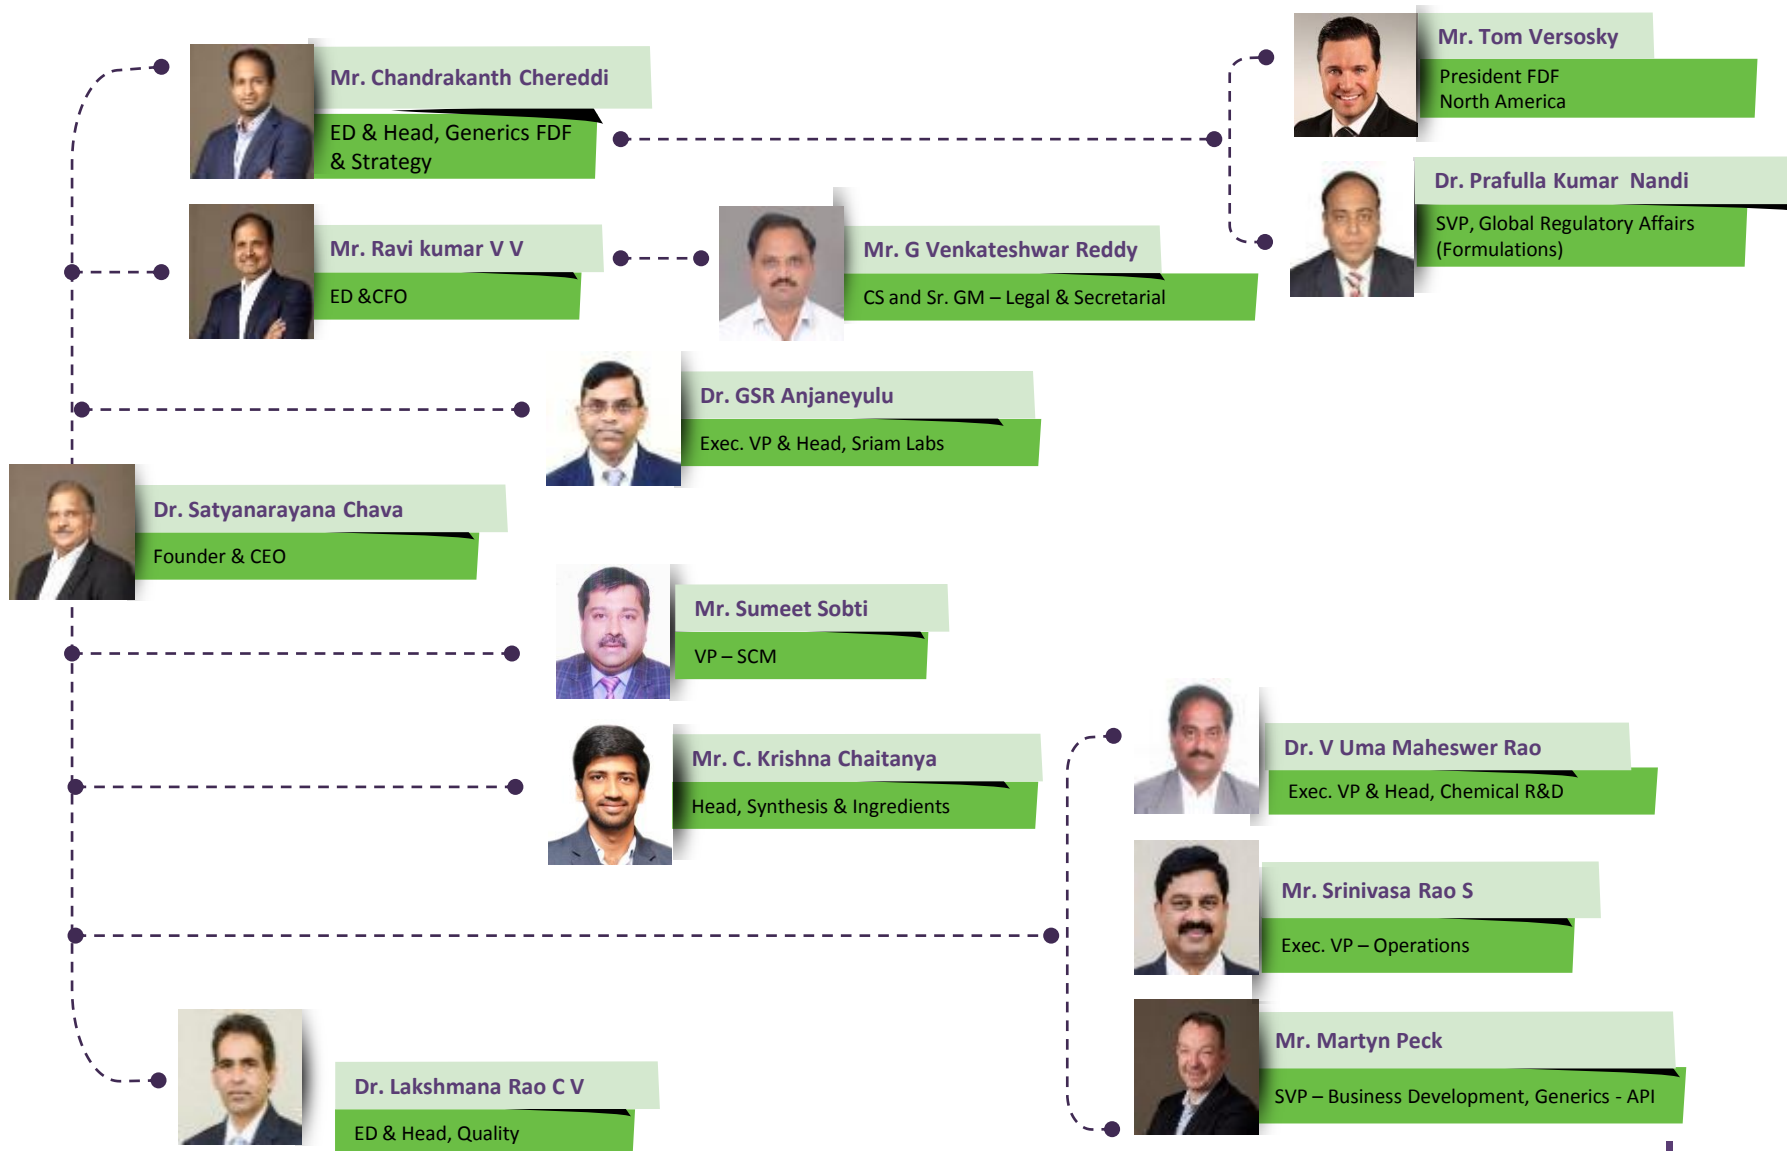 Mr. Chandrakanth Chereddi
ED & Head, Generics FDF
& Strategy
Mr. Tom Versosky
President FDF
North America
Dr. Prafulla Kumar Nandi
SVP, Global Regulatory Affairs
(Formulations)
Mr. Ravi kumar V V
ED &CFO
Mr. G Venkateshwar Reddy
CS and Sr. GM – Legal & Secretarial
Dr. GSR Anjaneyulu
Exec. VP & Head, Sriam Labs
Dr. Satyanarayana Chava
Founder & CEO
Mr. Sumeet Sobti
VP – SCM
Mr. C. Krishna Chaitanya
Head, Synthesis & Ingredients
Dr. V Uma Maheswer Rao
Exec. VP & Head, Chemical R&D
Mr. Srinivasa Rao S
Exec. VP – Operations
Mr. Martyn Peck
SVP – Business Development, Generics - API
Dr. Lakshmana Rao C V
ED & Head, Quality